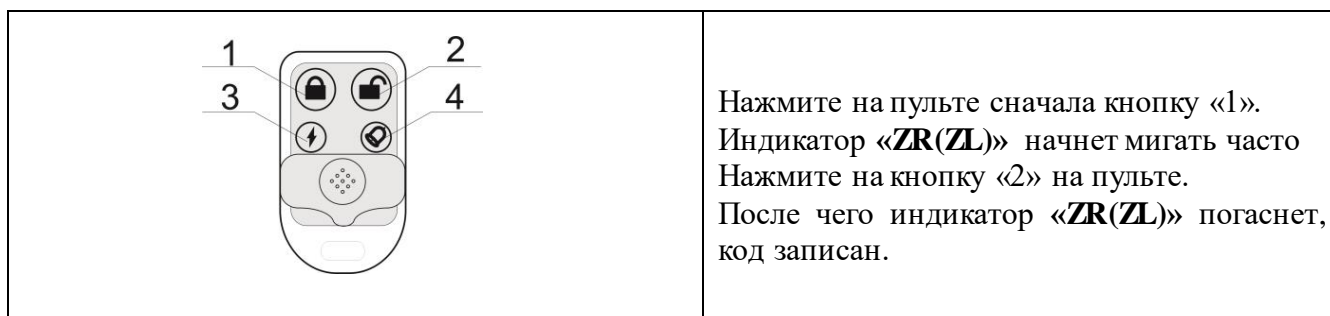 1 2
3 4
Нажмите на пульте сначала кнопку «1».
Индикатор «ZR(ZL)» начнет мигать часто
Нажмите на кнопку «2» на пульте.
После чего индикатор «ZR(ZL)» погаснет,
код записан.